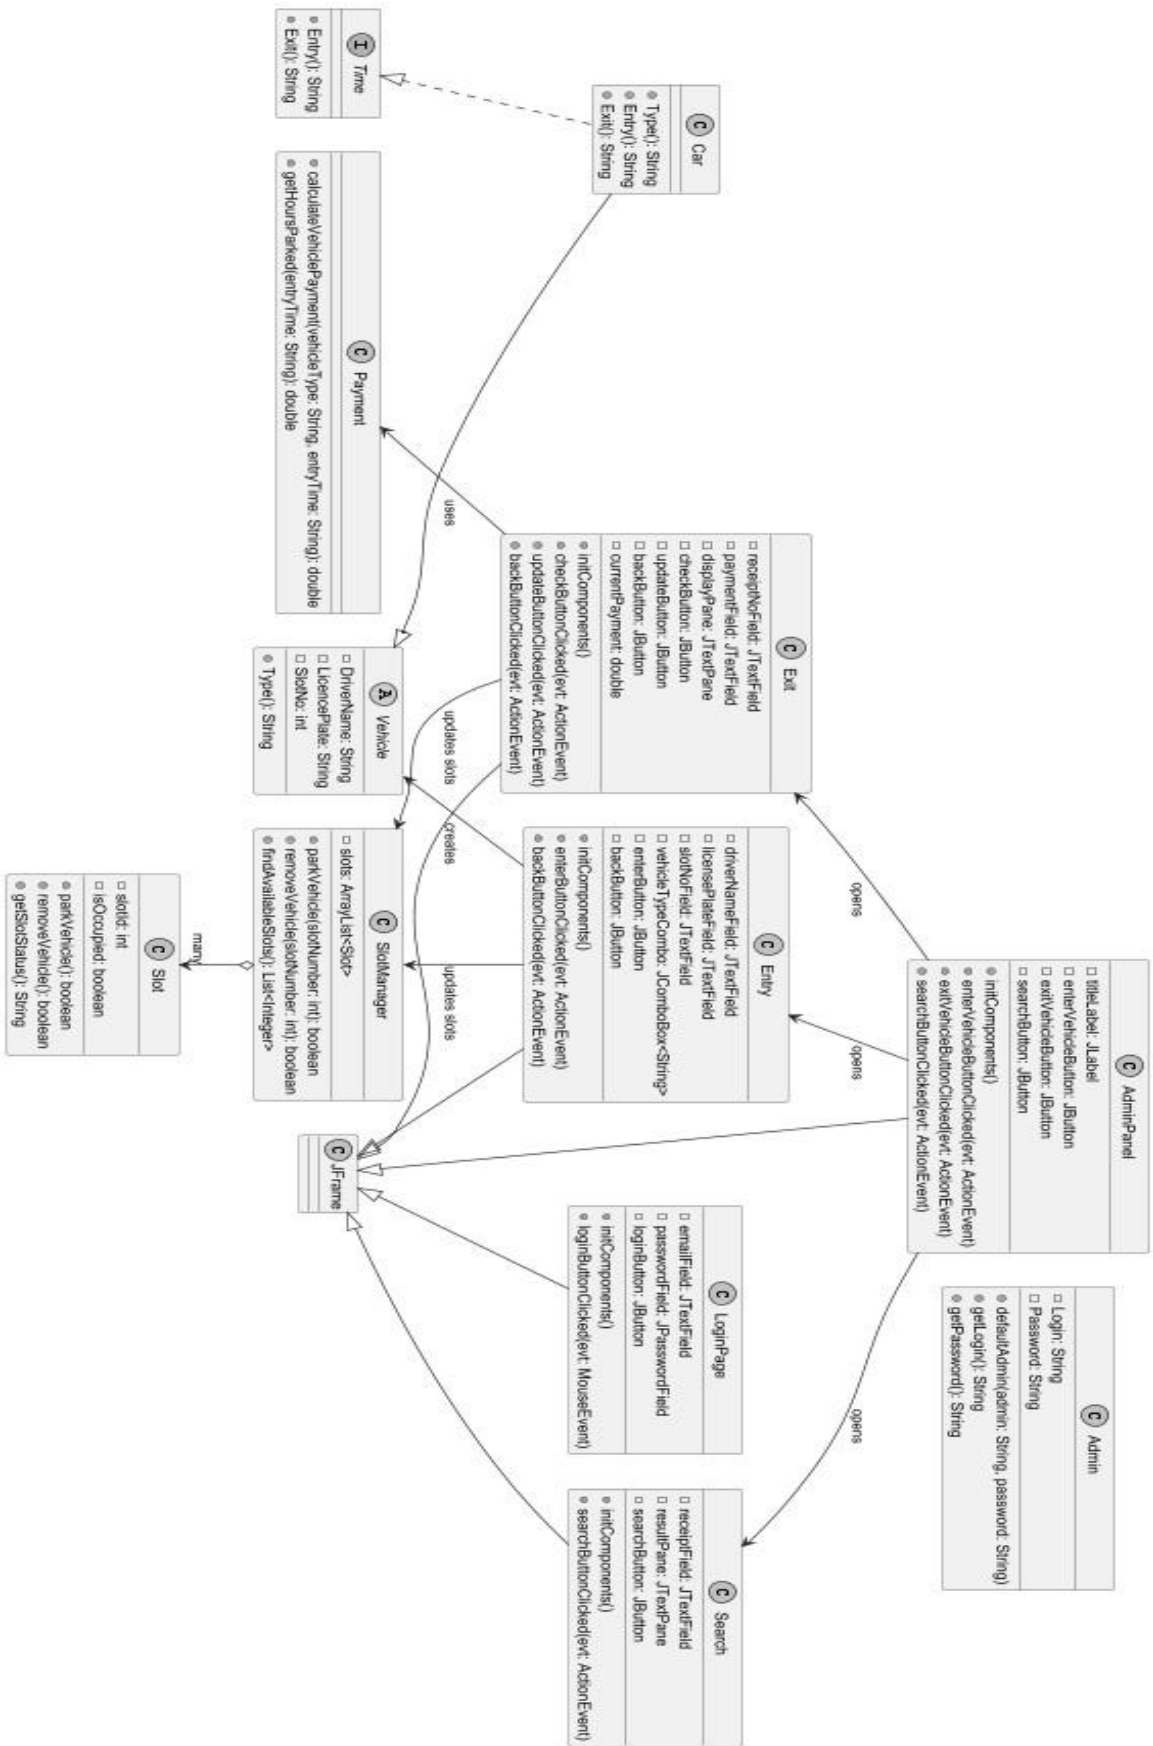 C AdminPanel
titleLabel: JLabel
enterVehicleButton: JButton
exitVehicleButton: JButton
searchButton: JButton
initComponents()
enterVehicleButtonClicked(evt: ActionEvent)
exitVehicleButtonClicked(evt: ActionEvent)
searchButtonClicked(evt: ActionEvent)
C Admin
Login: String
Password: String
defaultAdmin(admin: String, password: String)
getLogin(): String
getPassword(): String
opens
opens
opens
C Car
Type(): String
Entry(): String
Exit(): String
C Exit
receiptNoField: JTextField
paymentField: JTextField
displayPane: JTextPane
checkButton: JButton
updateButton: JButton
backButton: JButton
currentPayment: double
initComponents()
checkButtonClicked(evt: ActionEvent)
updateButtonClicked(evt: ActionEvent)
backButtonClicked(evt: ActionEvent)
C Entry
driverNameField: JTextField
licensePlateField: JTextField
slotNoField: JTextField
vehicleTypeCombo: JComboBox<String>
enterButton: JButton
backButton: JButton
initComponents()
enterButtonClicked(evt: ActionEvent)
backButtonClicked(evt: ActionEvent)
C LoginPage
emailField: JTextField
passwordField: JPasswordField
loginButton: JButton
initComponents()
loginButtonClicked(evt: MouseEvent)
C Search
receiptField: JTextField
resultPane: JTextPane
searchButton: JButton
initComponents()
searchButtonClicked(evt: ActionEvent)
uses
updates slots
creates
updates slots
I Time
Entry(): String
Exit(): String
C Payment
calculateVehiclePayment(vehicleType: String, entryTime: String): double
getHoursParked(entryTime: String): double
A Vehicle
DriverName: String
LicencePlate: String
SlotNo: int
Type(): String
C SlotManager
slots: ArrayList<Slot>
parkVehicle(slotNumber: int): boolean
removeVehicle(slotNumber: int): boolean
findAvailableSlots(): List<Integer>
C JFrame
many
C Slot
slotId: int
isOccupied: boolean
parkVehicle(): boolean
removeVehicle(): boolean
getSlotStatus(): String